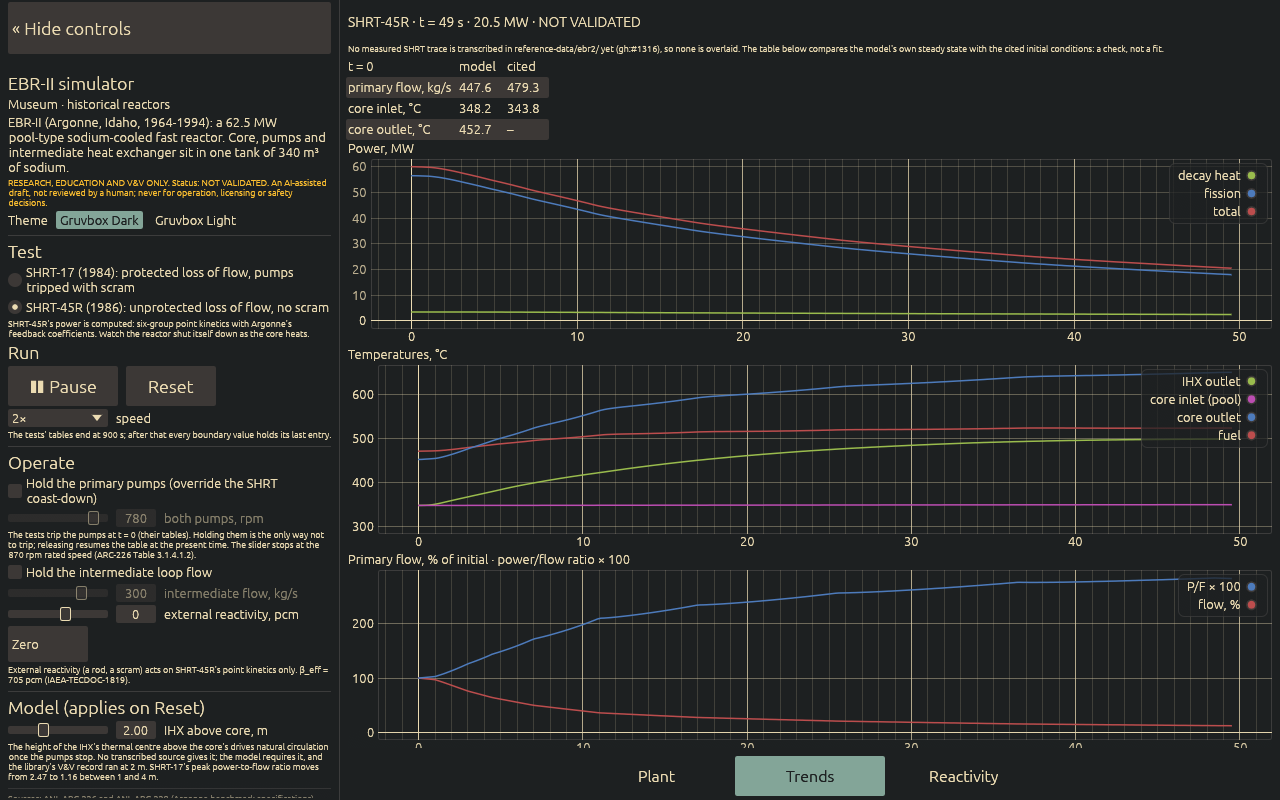 « Hide controls
EBR-II simulator
Museum · historical reactors
EBR-II (Argonne, Idaho, 1964-1994): a 62.5 MW
pool-type sodium-cooled fast reactor. Core, pumps and
intermediate heat exchanger sit in one tank of 340 m³
of sodium.
RESEARCH, EDUCATION AND V&V ONLY. Status: NOT VALIDATED. An AI-assisted
draft, not reviewed by a human; never for operation, licensing or safety
decisions.
Theme Gruvbox Dark Gruvbox Light
Test
SHRT-17 (1984): protected loss of flow, pumps
tripped with scram
SHRT-45R (1986): unprotected loss of flow, no scram
SHRT-45R's power is computed: six-group point kinetics with Argonne's
feedback coefficients. Watch the reactor shut itself down as the core heats.
Run
Pause Reset
2× speed
The tests' tables end at 900 s; after that every boundary value holds its last entry.
Operate
Hold the primary pumps (override the SHRT
coast-down)
780 both pumps, rpm
The tests trip the pumps at t = 0 (their tables). Holding them is the only way not
to trip; releasing resumes the table at the present time. The slider stops at the
870 rpm rated speed (ARC-226 Table 3.1.4.1.2).
Hold the intermediate loop flow
300 intermediate flow, kg/s
0 external reactivity, pcm
Zero
External reactivity (a rod, a scram) acts on SHRT-45R's point kinetics only. β_eff =
705 pcm (IAEA-TECDOC-1819).
Model (applies on Reset)
2.00 IHX above core, m
The height of the IHX's thermal centre above the core's drives natural circulation
once the pumps stop. No transcribed source gives it; the model requires it, and
the library's V&V record ran at 2 m. SHRT-17's peak power-to-flow ratio moves
from 2.47 to 1.16 between 1 and 4 m.
SHRT-45R · t = 49 s · 20.5 MW · NOT VALIDATED
No measured SHRT trace is transcribed in reference-data/ebr2/ yet (gh:#1316), so none is overlaid. The table below compares the model's own steady state with the cited initial conditions: a check, not a fit.
t = 0 model cited
primary flow, kg/s 447.6 479.3
core inlet, °C 348.2 343.8
core outlet, °C 452.7 –
Power, MW
60
50
40
30
20
10
0
decay heat
fission
total
0 10 20 30 40 50
Temperatures, °C
600
500
400
300
IHX outlet
core inlet (pool)
core outlet
fuel
0 10 20 30 40 50
Primary flow, % of initial · power/flow ratio × 100
200
100
0
P/F × 100
flow, %
0 10 20 30 40 50
Plant Trends Reactivity